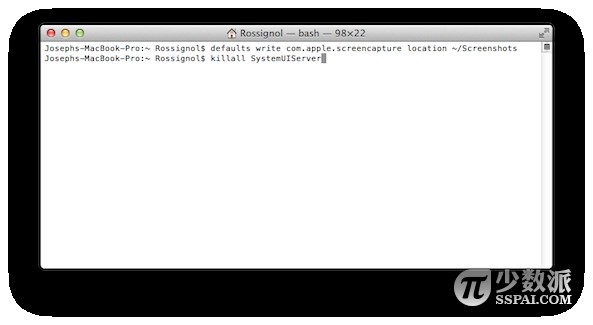 Rossignol — bash — 98×22
Josephs-MacBook-Pro:~ Rossignol$ defaults write com.apple.screencapture location ~/Screenshots
Josephs-MacBook-Pro:~ Rossignol$ killall SystemUIServer
π 少数派
SSPAI.COM